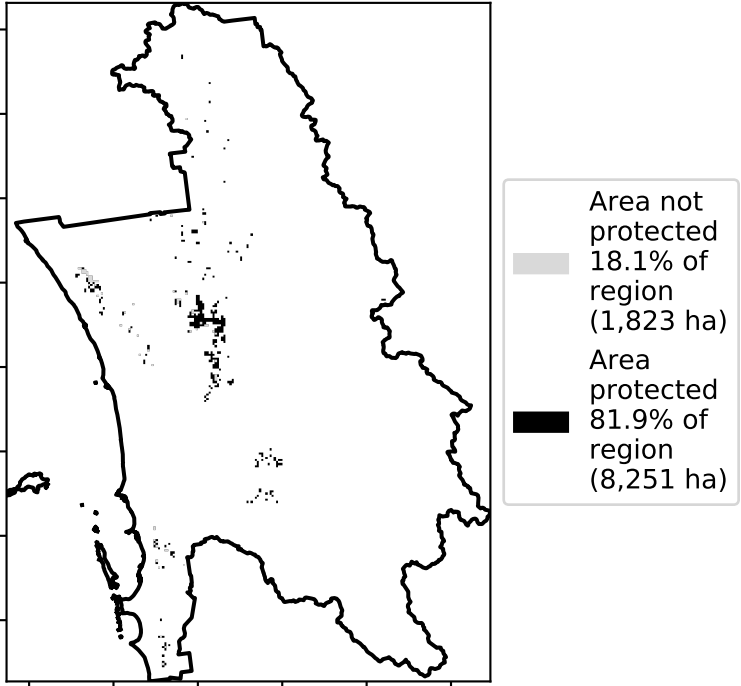 Area not
protected
18.1% of
region
(1,823 ha)
Area
protected
81.9% of
region
(8,251 ha)